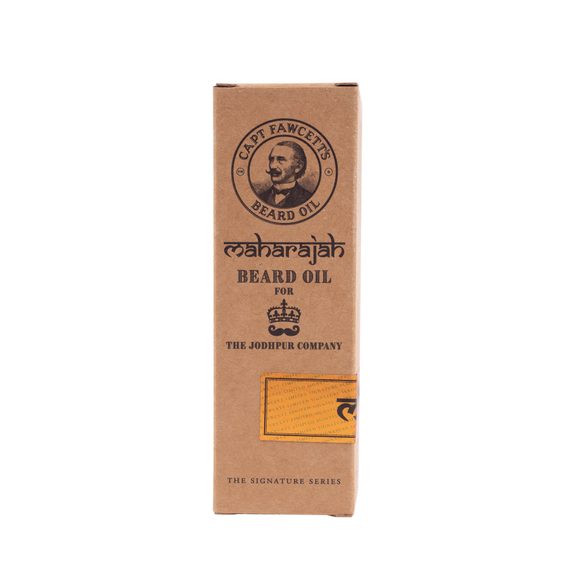 CAPT FAWCETT'S
BEARD OIL
maharajah
BEARD OIL
FOR
THE JODHPUR COMPANY
THE SIGNATURE SERIES